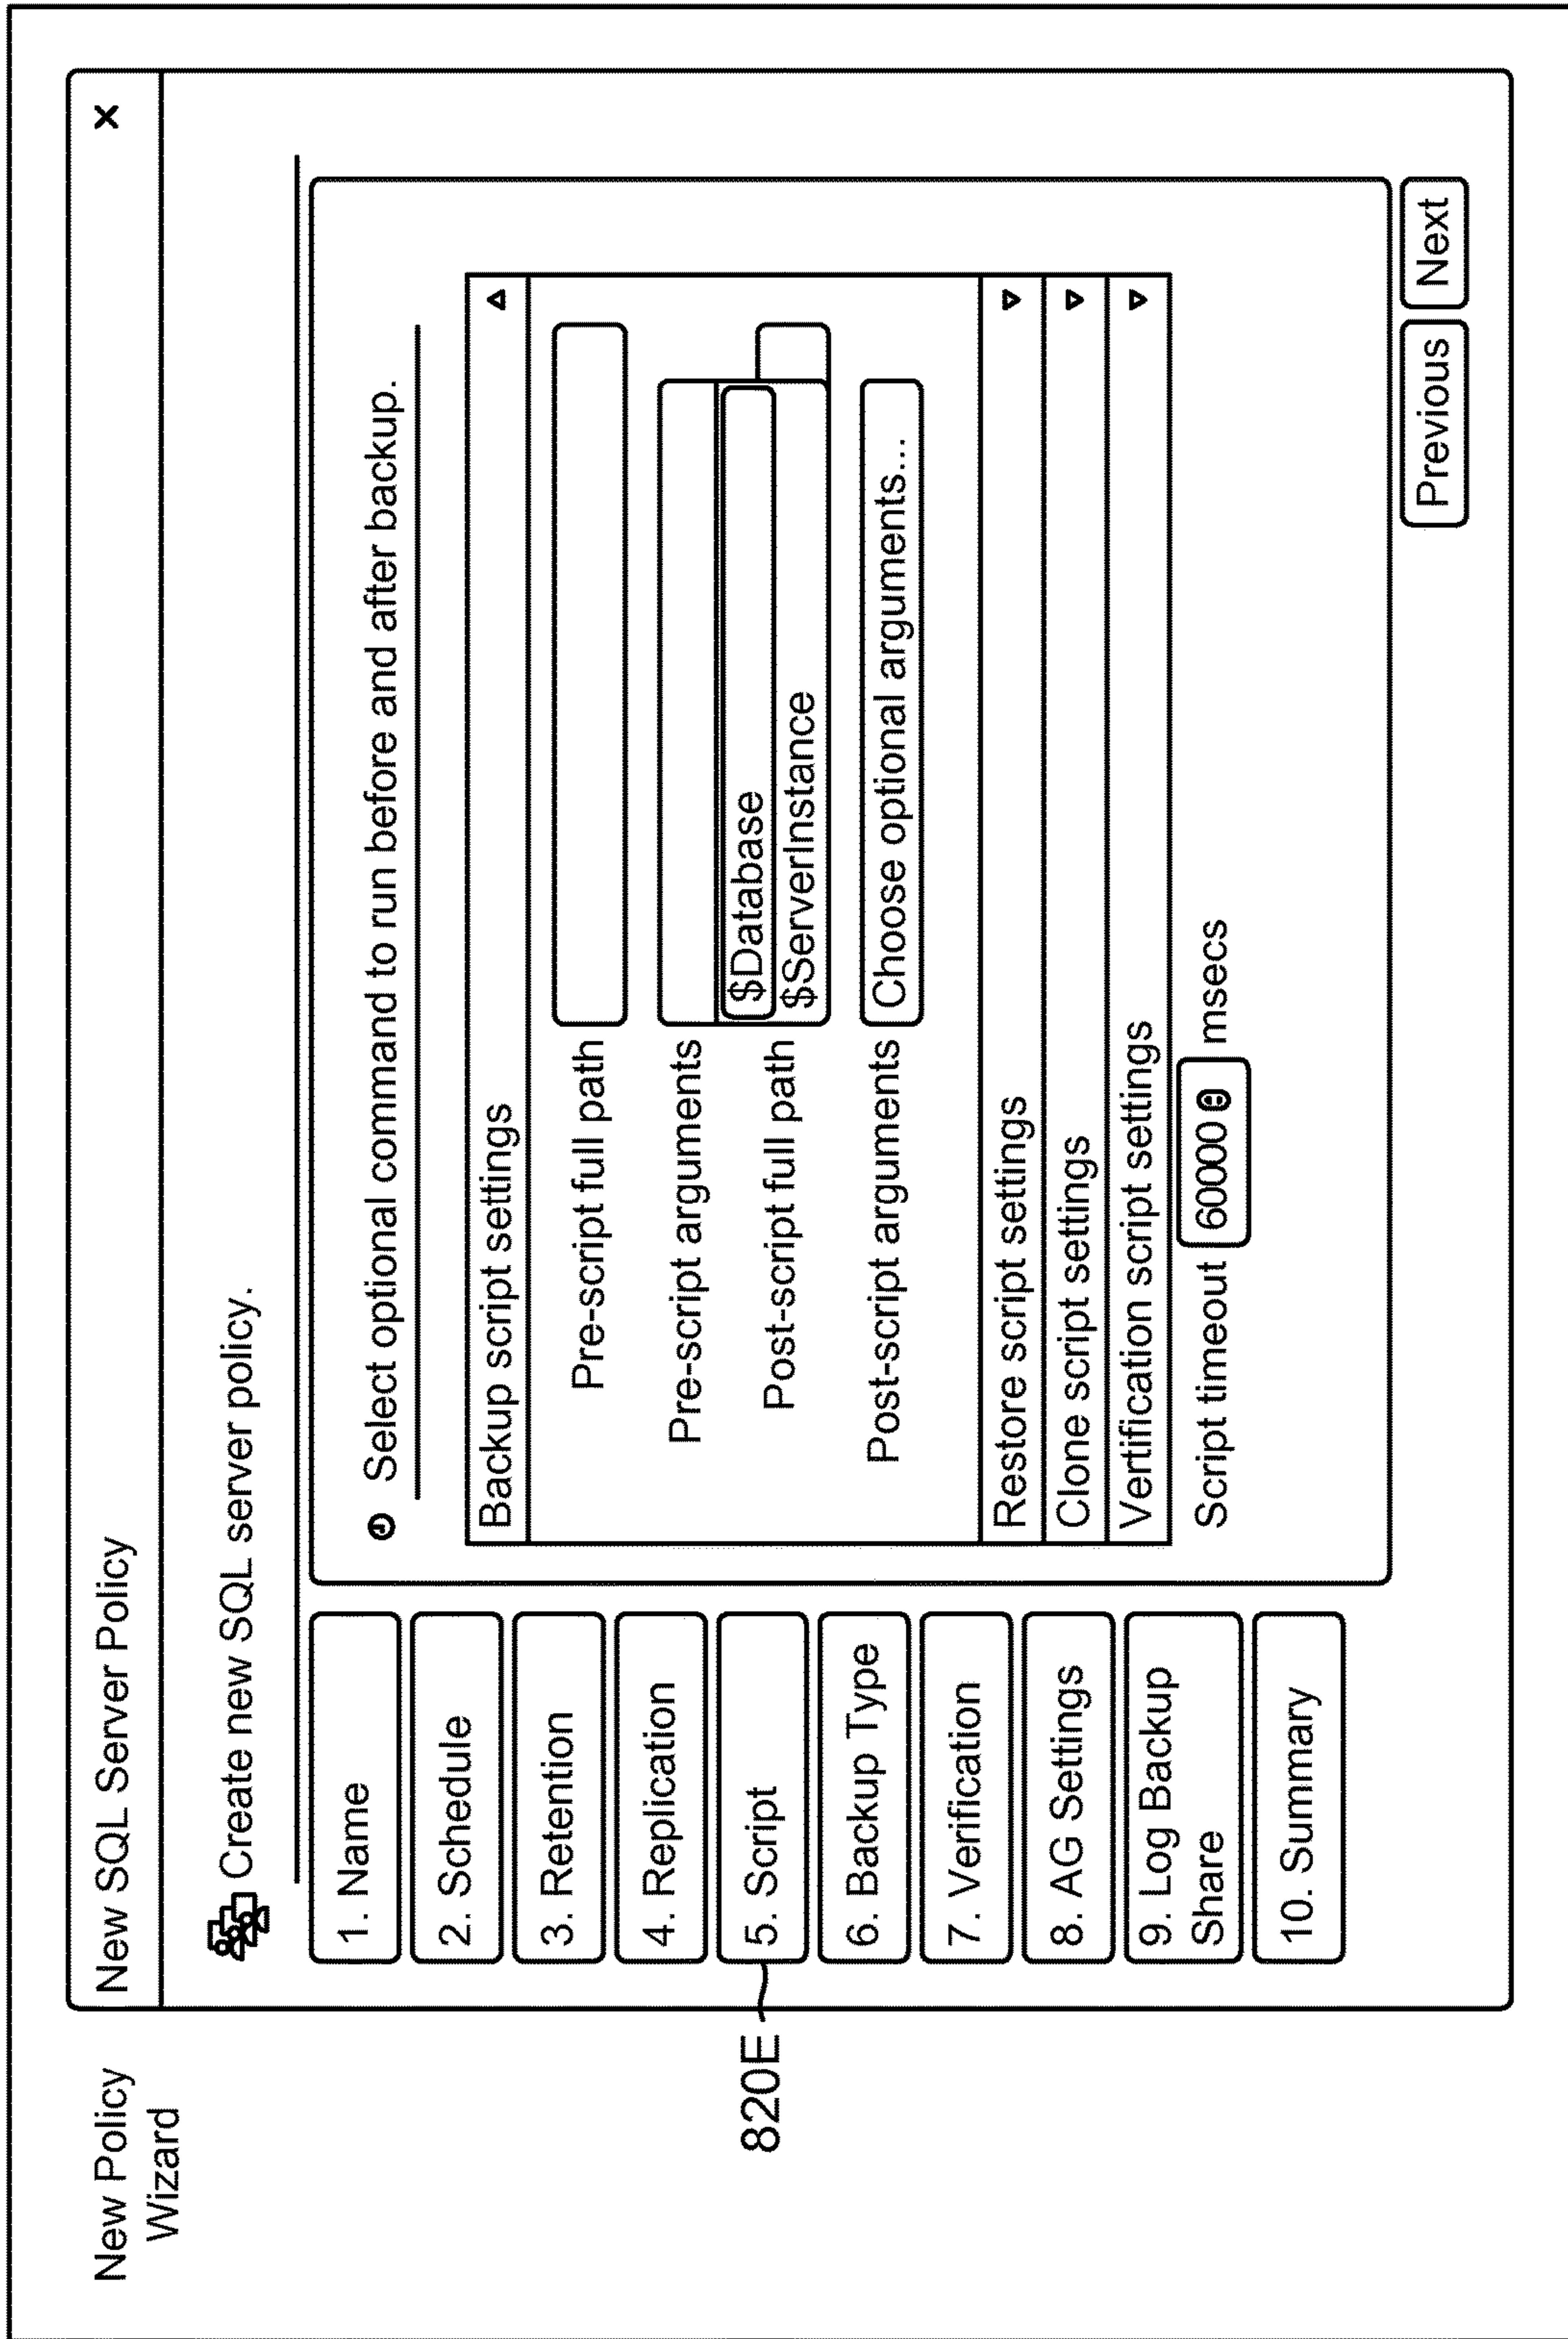 New Policy
Wizard
New SQL Server Policy
X
Create new SQL server policy.
1. Name
2. Schedule
3. Retention
4. Replication
5. Script
6. Backup Type
7. Verification
8. AG Settings
9. Log Backup
Share
10. Summary
820E
Select optional command to run before and after backup.
Backup script settings
Pre-script full path
Pre-script arguments
$Database
$ServerInstance
Post-script full path
Post-script arguments
Choose optional arguments...
Restore script settings
Clone script settings
Vertification script settings
Script timeout 60000 msecs
Previous
Next